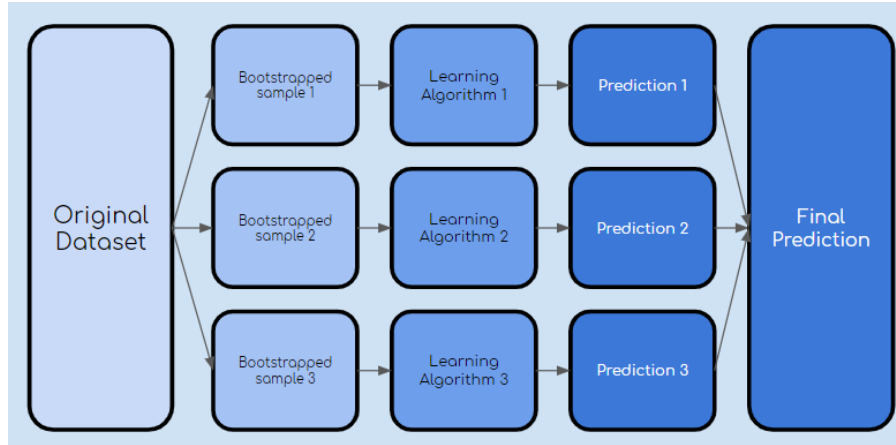 Original
Dataset
Bootstrapped
sample 1
Learning
Algorithm 1
Prediction 1
Bootstrapped
sample 2
Learning
Algorithm 2
Prediction 2
Bootstrapped
sample 3
Learning
Algorithm 3
Prediction 3
Final
Prediction